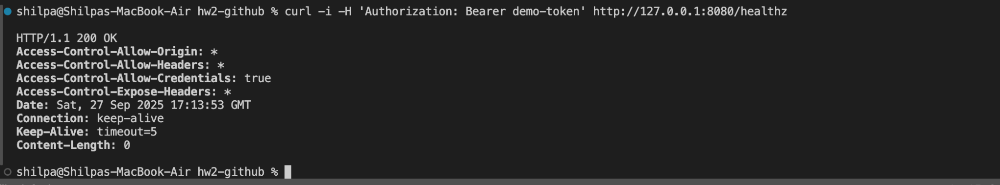 shilpa@Shilpas-MacBook-Air hw2-github % curl -i -H 'Authorization: Bearer demo-token' http://127.0.0.1:8080/healthz
HTTP/1.1 200 OK
Access-Control-Allow-Origin: *
Access-Control-Allow-Headers: *
Access-Control-Allow-Credentials: true
Access-Control-Expose-Headers: *
Date: Sat, 27 Sep 2025 17:13:53 GMT
Connection: keep-alive
Keep-Alive: timeout=5
Content-Length: 0
shilpa@Shilpas-MacBook-Air hw2-github %